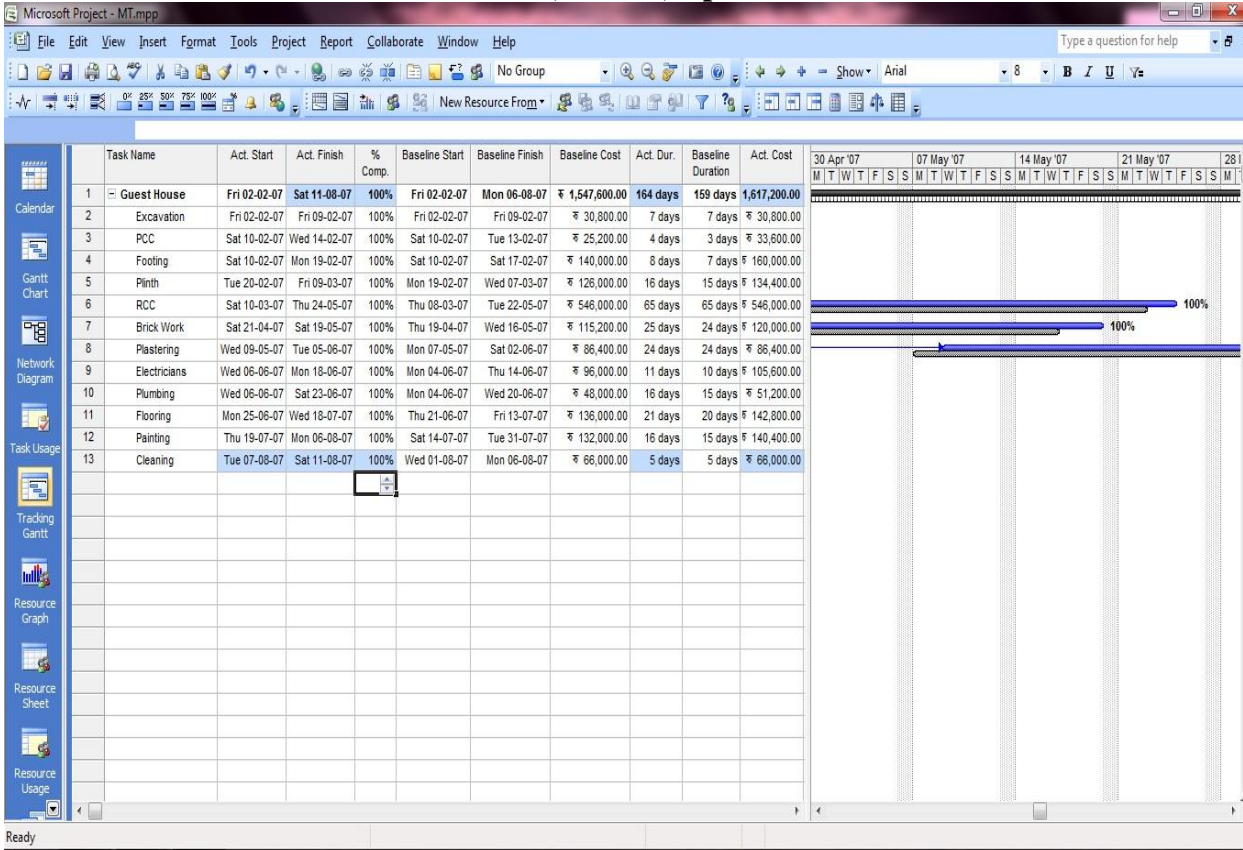 Microsoft Project - MT.mpp
File Edit View Insert Format Tools Project Report Collaborate Window Help Type a question for help
No Group Show Arial 8 B I U
0% 25% 50% 75% 100% New Resource From
Task Name Act. Start Act. Finish % Comp. Baseline Start Baseline Finish Baseline Cost Act. Dur. Baseline Duration Act. Cost 30 Apr '07 07 May '07 14 May '07 21 May '07 28
M T W T F S S M T W T F S S M T W T F S S M T W T F S S M
1 Guest House Fri 02-02-07 Sat 11-08-07 100% Fri 02-02-07 Mon 06-08-07 रु 1,547,600.00 164 days 159 days 1,617,200.00
2 Excavation Fri 02-02-07 Fri 09-02-07 100% Fri 02-02-07 Fri 09-02-07 रु 30,800.00 7 days 7 days रु 30,800.00
3 PCC Sat 10-02-07 Wed 14-02-07 100% Sat 10-02-07 Tue 13-02-07 रु 25,200.00 4 days 3 days रु 33,600.00
4 Footing Sat 10-02-07 Mon 19-02-07 100% Sat 10-02-07 Sat 17-02-07 रु 140,000.00 8 days 7 days रु 160,000.00
5 Plinth Tue 20-02-07 Fri 09-03-07 100% Mon 19-02-07 Wed 07-03-07 रु 126,000.00 16 days 15 days रु 134,400.00
6 RCC Sat 10-03-07 Thu 24-05-07 100% Thu 08-03-07 Tue 22-05-07 रु 546,000.00 65 days 65 days रु 546,000.00 100%
7 Brick Work Sat 21-04-07 Sat 19-05-07 100% Thu 19-04-07 Wed 16-05-07 रु 115,200.00 25 days 24 days रु 120,000.00 100%
8 Plastering Wed 09-05-07 Tue 05-06-07 100% Mon 07-05-07 Sat 02-06-07 रु 86,400.00 24 days 24 days रु 86,400.00
9 Electricians Wed 06-06-07 Mon 18-06-07 100% Mon 04-06-07 Thu 14-06-07 रु 96,000.00 11 days 10 days रु 105,600.00
10 Plumbing Wed 06-06-07 Sat 23-06-07 100% Mon 04-06-07 Wed 20-06-07 रु 48,000.00 16 days 15 days रु 51,200.00
11 Flooring Mon 25-06-07 Wed 18-07-07 100% Thu 21-06-07 Fri 13-07-07 रु 136,000.00 21 days 20 days रु 142,800.00
12 Painting Thu 19-07-07 Mon 06-08-07 100% Sat 14-07-07 Tue 31-07-07 रु 132,000.00 16 days 15 days रु 140,400.00
13 Cleaning Tue 07-08-07 Sat 11-08-07 100% Wed 01-08-07 Mon 06-08-07 रु 66,000.00 5 days 5 days रु 66,000.00
Calendar
Gantt
Chart
Network
Diagram
Task Usage
Tracking
Gantt
Resource
Graph
Resource
Sheet
Resource
Usage
Ready